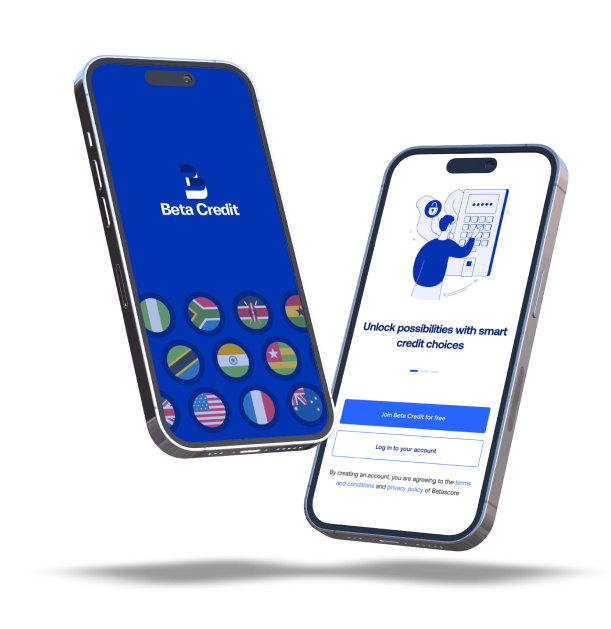 Beta Credit
Unlock possibilities with smart
credit choices
Join Beta Credit for free
Log in to your account
By creating an account, you are agreeing to the terms
and conditions and privacy policy of Betascore